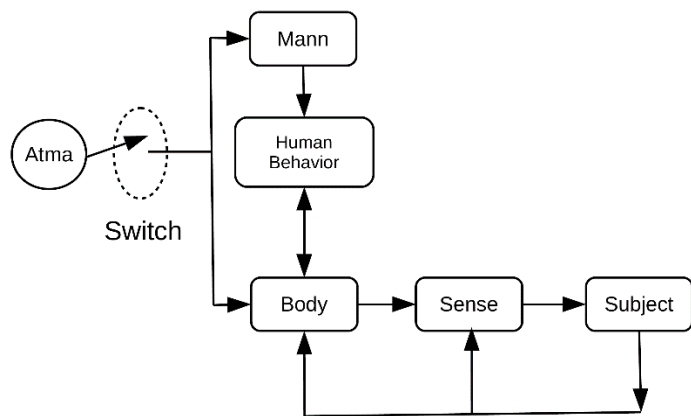 Mann
Atma
Human
Behavior
Switch
Body
Sense
Subject